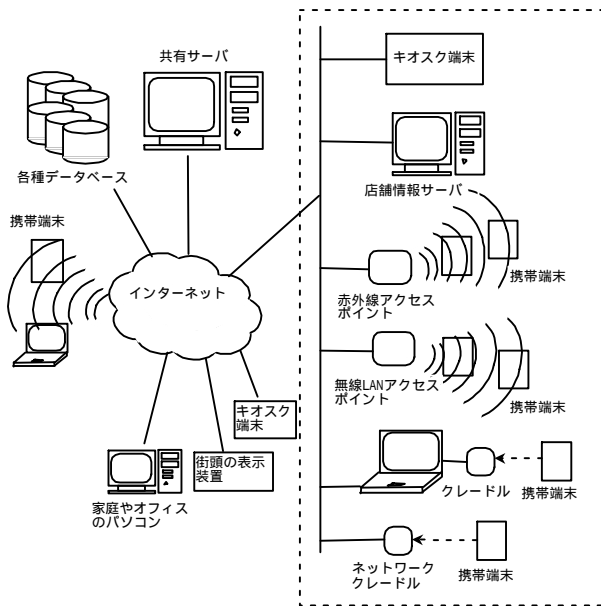 共有サーバ
各種データベース
携帯端末
インターネット
キオスク
端末
街頭の表示
装置
家庭やオフィス
のパソコン
キオスク端末
店舗情報サーバ
携帯端末
赤外線アクセス
ポイント
無線LANアクセス
ポイント
携帯端末
クレードル
携帯端末
ネットワーク
クレードル
携帯端末